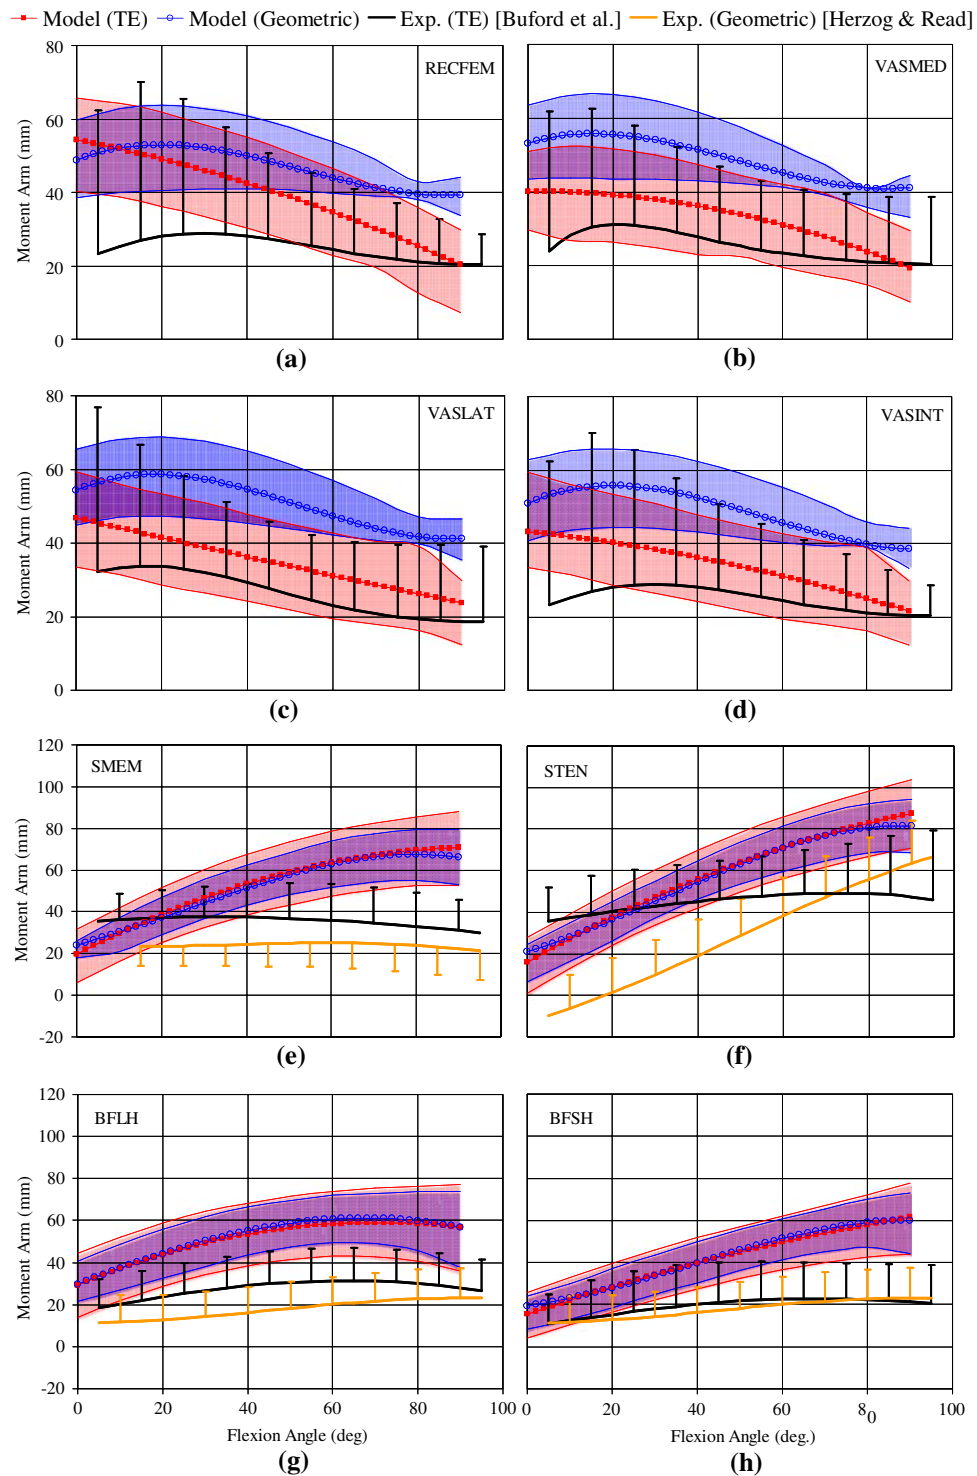 Model (TE) Model (Geometric) Exp. (TE) [Buford et al.] Exp. (Geometric) [Herzog & Read]
80
60
40
20
0
Moment Arm (mm)
RECFEM
(a)
VASMED
(b)
80
60
40
20
0
Moment Arm (mm)
VASLAT
(c)
VASINT
(d)
120
100
80
60
40
20
0
-20
Moment Arm (mm)
SMEM
(e)
STEN
(f)
120
100
80
60
40
20
0
-20
Moment Arm (mm)
BFLH
0 20 40 60 80 100
Flexion Angle (deg)
(g)
BFSH
0 20 40 60 80 100
Flexion Angle (deg.)
(h)